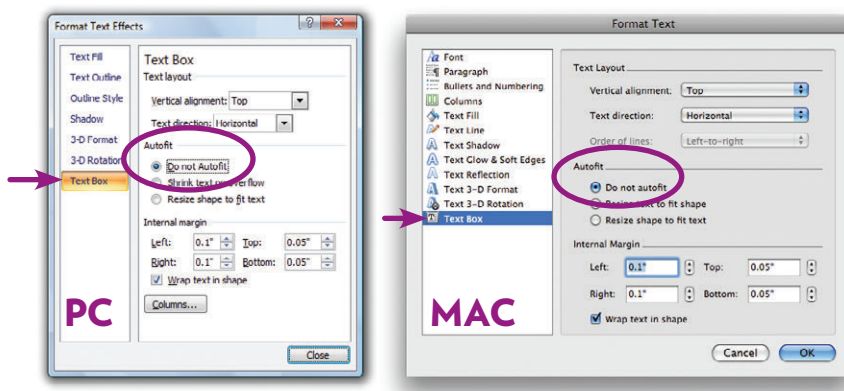 Format Text Effects
Text Fill
Text Outline
Outline Style
Shadow
3-D Format
3-D Rotation
Text Box
Text Box
Text layout
Vertical alignment: Top
Text direction: Horizontal
Autofit
Do not Autofit
Shrink text on overflow
Resize shape to fit text
Internal margin
Left: 0.1" Top: 0.05"
Right: 0.1" Bottom: 0.05"
Wrap text in shape
Columns...
Close
PC
Format Text
Font
Paragraph
Bullets and Numbering
Columns
Text Fill
Text Line
Text Shadow
Text Glow & Soft Edges
Text Reflection
Text 3-D Format
Text 3-D Rotation
Text Box
Text Layout
Vertical alignment: Top
Text direction: Horizontal
Order of lines: Left-to-right
Autofit
Do not autofit
Resize text to fit shape
Resize shape to fit text
Internal Margin
Left: 0.1" Top: 0.05"
Right: 0.1" Bottom: 0.05"
Wrap text in shape
Cancel OK
MAC